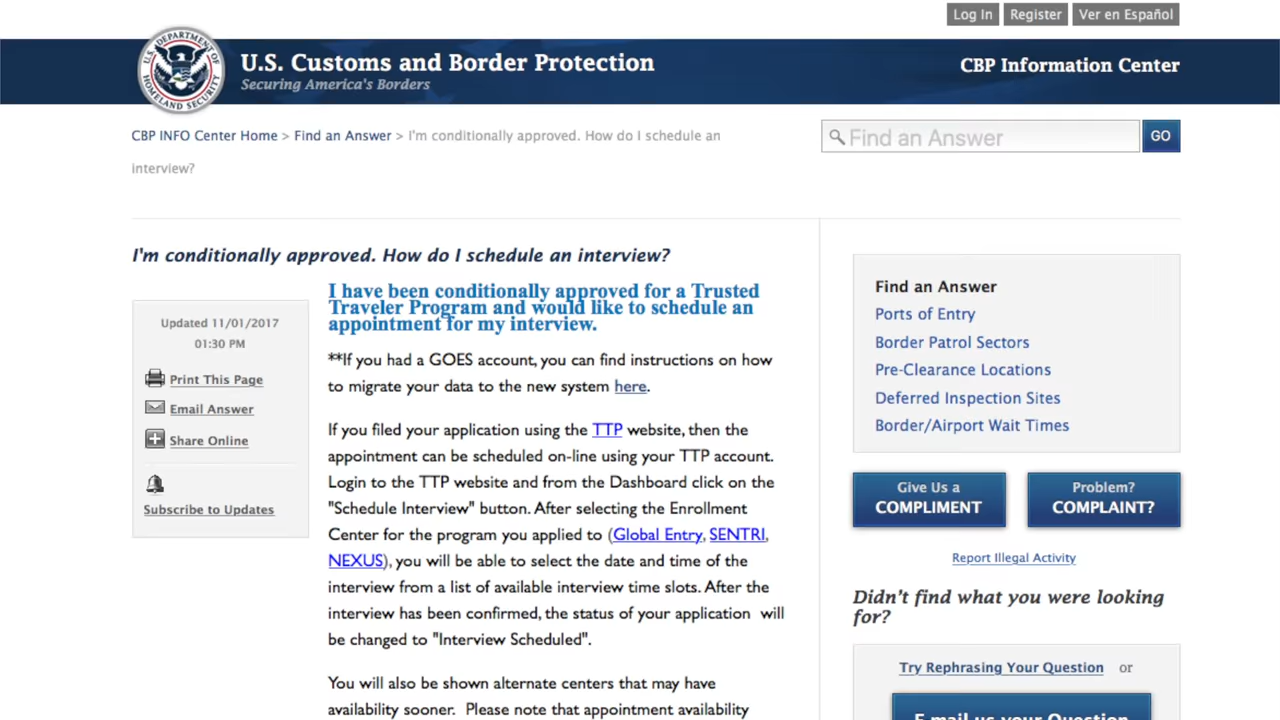 Log In
Register
Ver en Español
U.S. DEPARTMENT OF HOMELAND SECURITY
U.S. Customs and Border Protection
Securing America's Borders
CBP Information Center
CBP INFO Center Home > Find an Answer > I'm conditionally approved. How do I schedule an
interview?
Find an Answer
GO
I'm conditionally approved. How do I schedule an interview?
Updated 11/01/2017
01:30 PM
Print This Page
Email Answer
Share Online
Subscribe to Updates
I have been conditionally approved for a Trusted
Traveler Program and would like to schedule an
appointment for my interview.
**If you had a GOES account, you can find instructions on how
to migrate your data to the new system here.
If you filed your application using the TTP website, then the
appointment can be scheduled on-line using your TTP account.
Login to the TTP website and from the Dashboard click on the
"Schedule Interview" button. After selecting the Enrollment
Center for the program you applied to (Global Entry, SENTRI,
NEXUS), you will be able to select the date and time of the
interview from a list of available interview time slots. After the
interview has been confirmed, the status of your application will
be changed to "Interview Scheduled".
You will also be shown alternate centers that may have
availability sooner. Please note that appointment availability
Find an Answer
Ports of Entry
Border Patrol Sectors
Pre-Clearance Locations
Deferred Inspection Sites
Border/Airport Wait Times
Give Us a
COMPLIMENT
Problem?
COMPLAINT?
Report Illegal Activity
Didn't find what you were looking
for?
Try Rephrasing Your Question or
E-mail us your Question